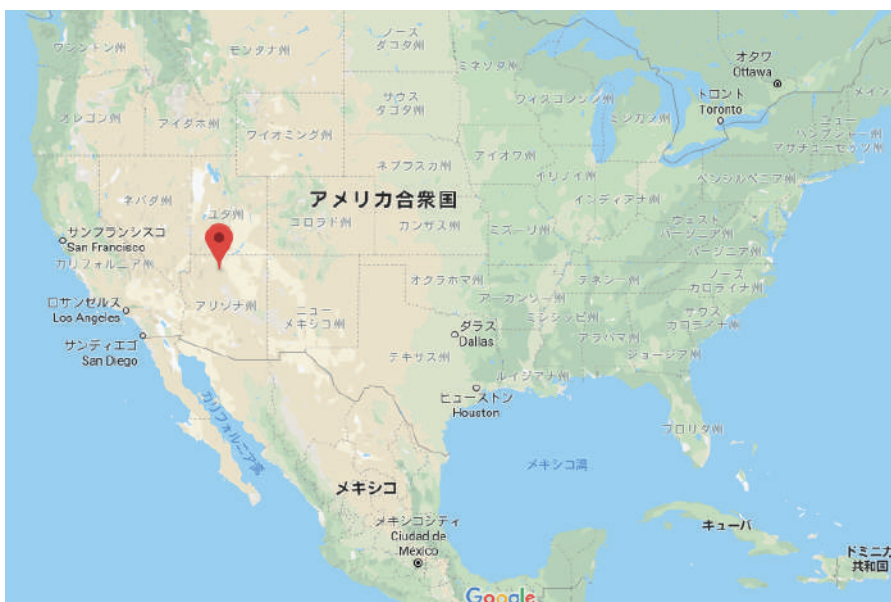 ワシントン州
モンタナ州
ノース
ダコタ州
ミネソタ州
オタワ
Ottawa
オレゴン州
アイダホ州
サウス
ダコタ州
ウィスコンシン州
ミシガン州
トロント
Toronto
メイン
ワイオミング州
ニュー
ハンプシャー州
マサチューセッツ州
ネブラスカ州
アイオワ州
イリノイ州
インディアナ州
ペンシルベニア州
ネバダ州
ユタ州
コロラド州
アメリカ合衆国
カンザス州
ミズーリ州
ウェスト
バージニア州
バージニア州
サンフランシスコ
San Francisco
カリフォルニア州
オクラホマ州
テネシー州
ノース
カロライナ州
ロサンゼルス
Los Angeles
アリゾナ州
ニュー
メキシコ州
アーカンソー州
ミシシッピ州
アラバマ州
サウス
カロライナ州
サンディエゴ
San Diego
ダラス
Dallas
テキサス州
ジョージア州
ルイジアナ州
ヒューストン
Houston
カリフォルニア湾
フロリダ州
メキシコ湾
メキシコ
メキシコシティ
Ciudad de
México
キューバ
ドミニカ
共和国
Google